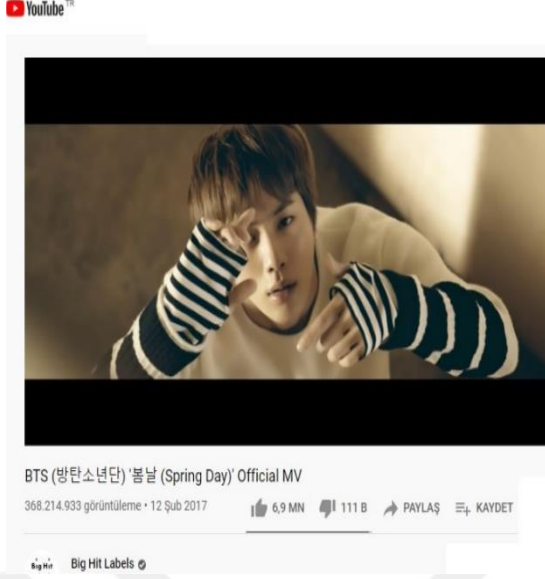 YouTube TR
BTS (방탄소년단) '봄날 (Spring Day)' Official MV
368.214.933 görüntüleme • 12 Şub 2017 6,9 MN 111 B PAYLAŞ KAYDET
Big Hit Big Hit Labels